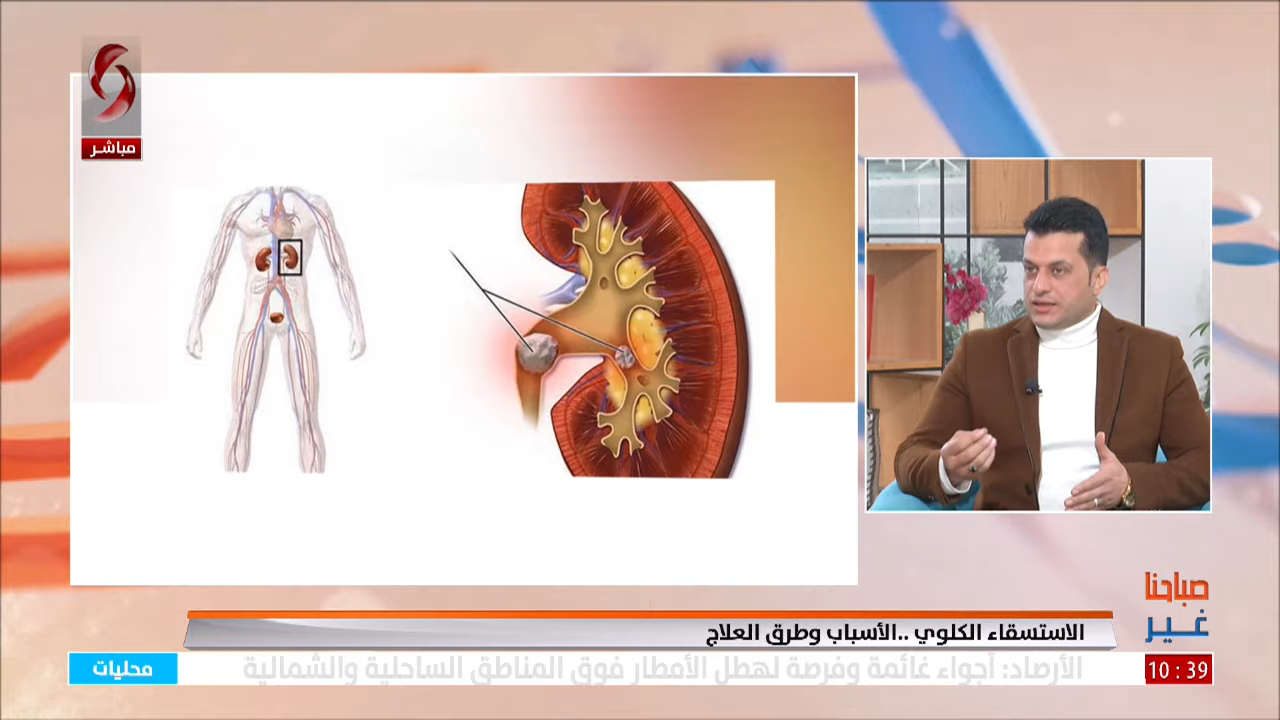 مباشر
صباحنا
غير
الاستسقاء الكلوي ..الأسباب وطرق العلاج
محليات
الأرصاد: أجواء غائمة وفرصة لهطل الأمطار فوق المناطق الساحلية والشمالية
10 : 39